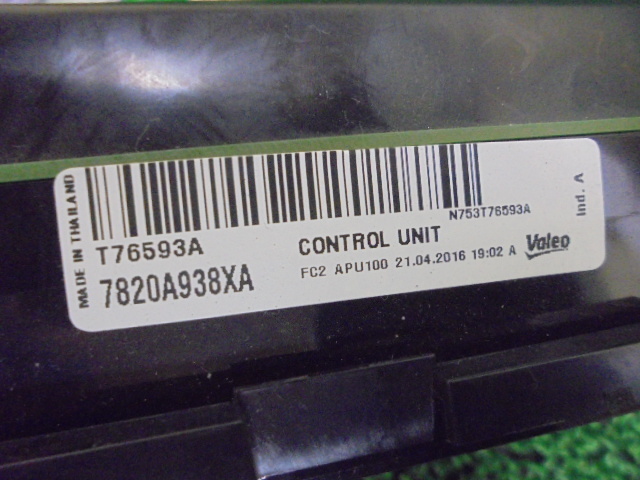 MADE IN THAILAND
N753T76593A
Ind. A
T76593A
CONTROL UNIT
7820A938XA
FC2 APU100 21.04.2016 19:02 A
Valeo